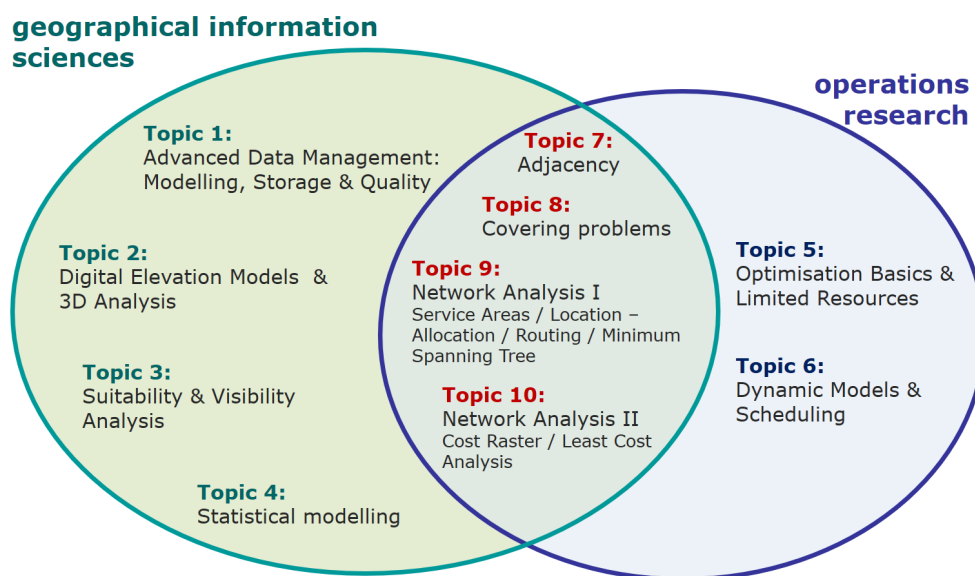 geographical information
sciences
operations
research
Topic 1:
Advanced Data Management:
Modelling, Storage & Quality
Topic 2:
Digital Elevation Models  &
3D Analysis
Topic 3:
Suitability & Visibility
Analysis
Topic 4:
Statistical modelling
Topic 7:
Adjacency
Topic 8:
Covering problems
Topic 9:
Network Analysis I
Service Areas / Location –
Allocation / Routing / Minimum
Spanning Tree
Topic 10:
Network Analysis II
Cost Raster / Least Cost
Analysis
Topic 5:
Optimisation Basics &
Limited Resources
Topic 6:
Dynamic Models &
Scheduling